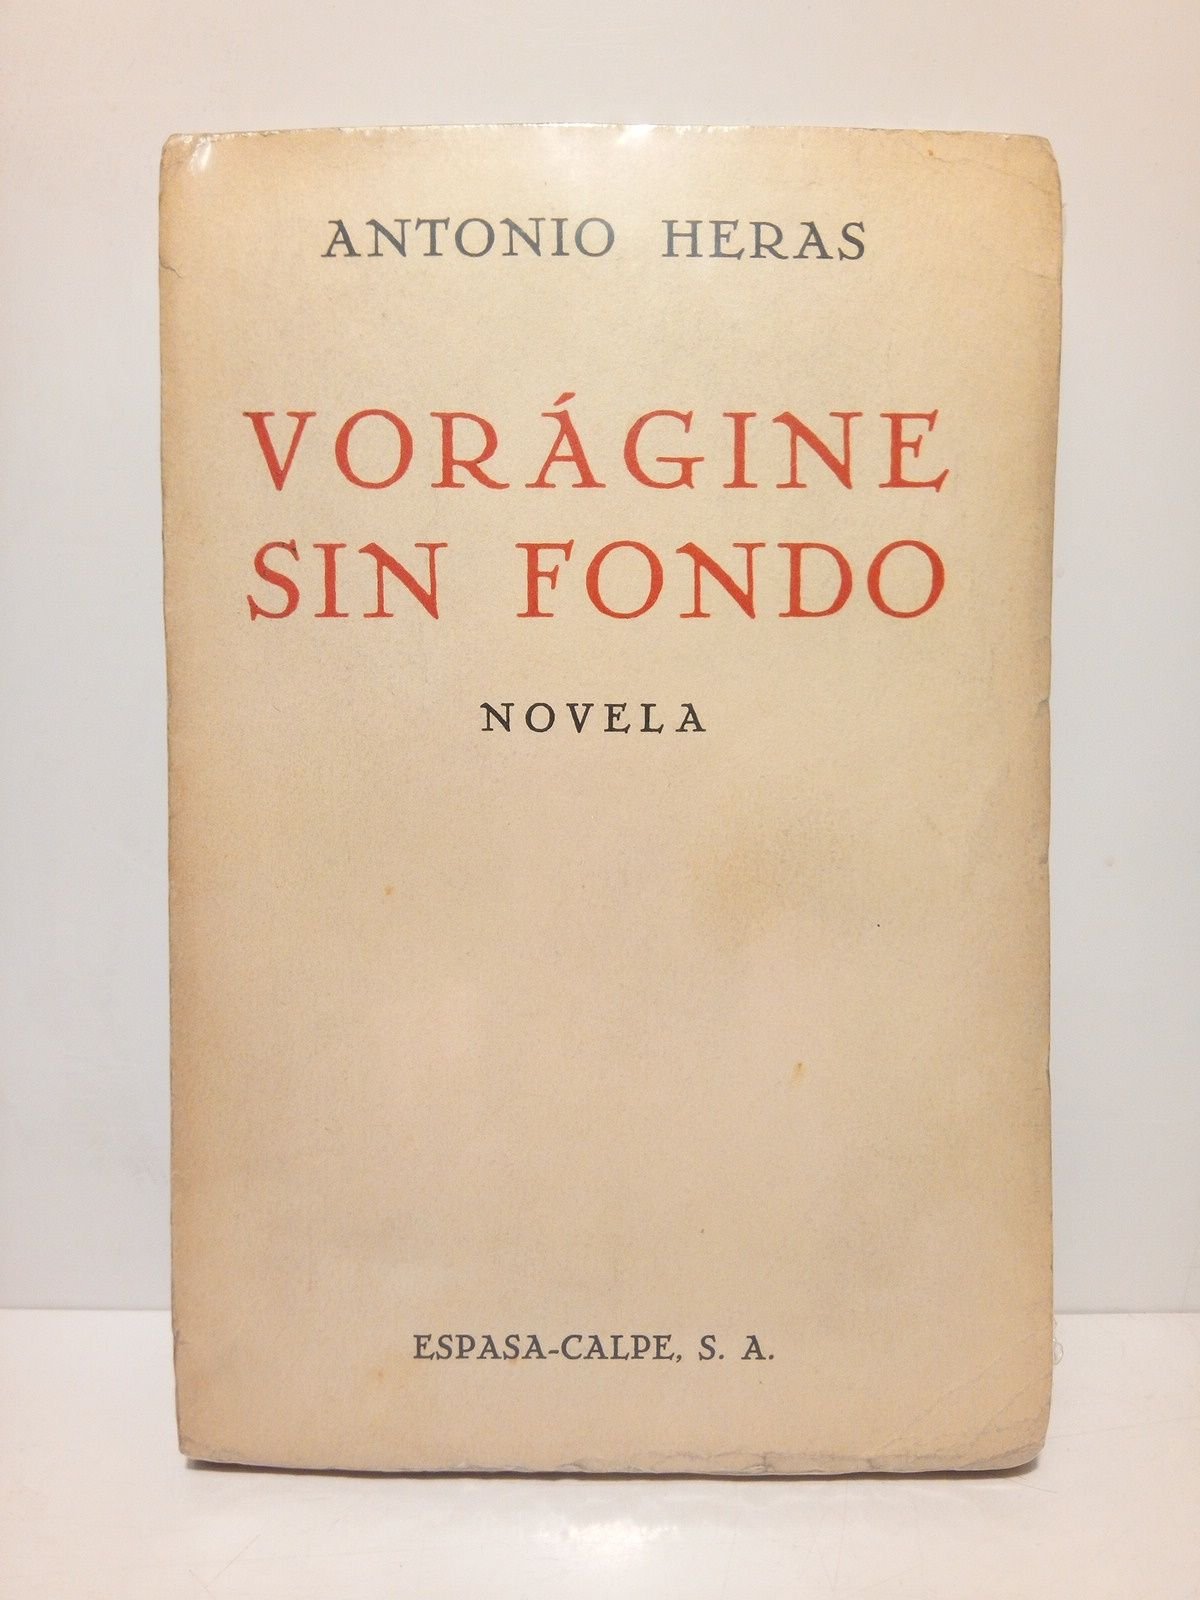 ANTONIO HERAS
VORÁGINE
SIN FONDO
NOVELA
ESPASA-CALPE, S. A.